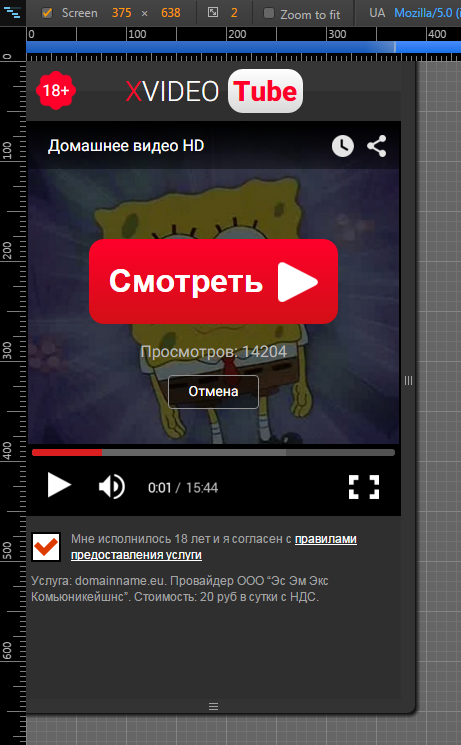 Screen 375 × 638 2 Zoom to fit UA Mozilla/5.0
0 100 200 300 400
0
100
200
300
400
500
600
18+ XVIDEO Tube
Домашнее видео HD
Смотреть
Просмотров: 14204
Отмена
0:01 / 15:44
Мне исполнилось 18 лет и я согласен с правилами
предоставления услуги
Услуга: domainname.eu. Провайдер ООО “Эс Эм Экс
Комьюникейшнс”. Стоимость: 20 руб в сутки с НДС.